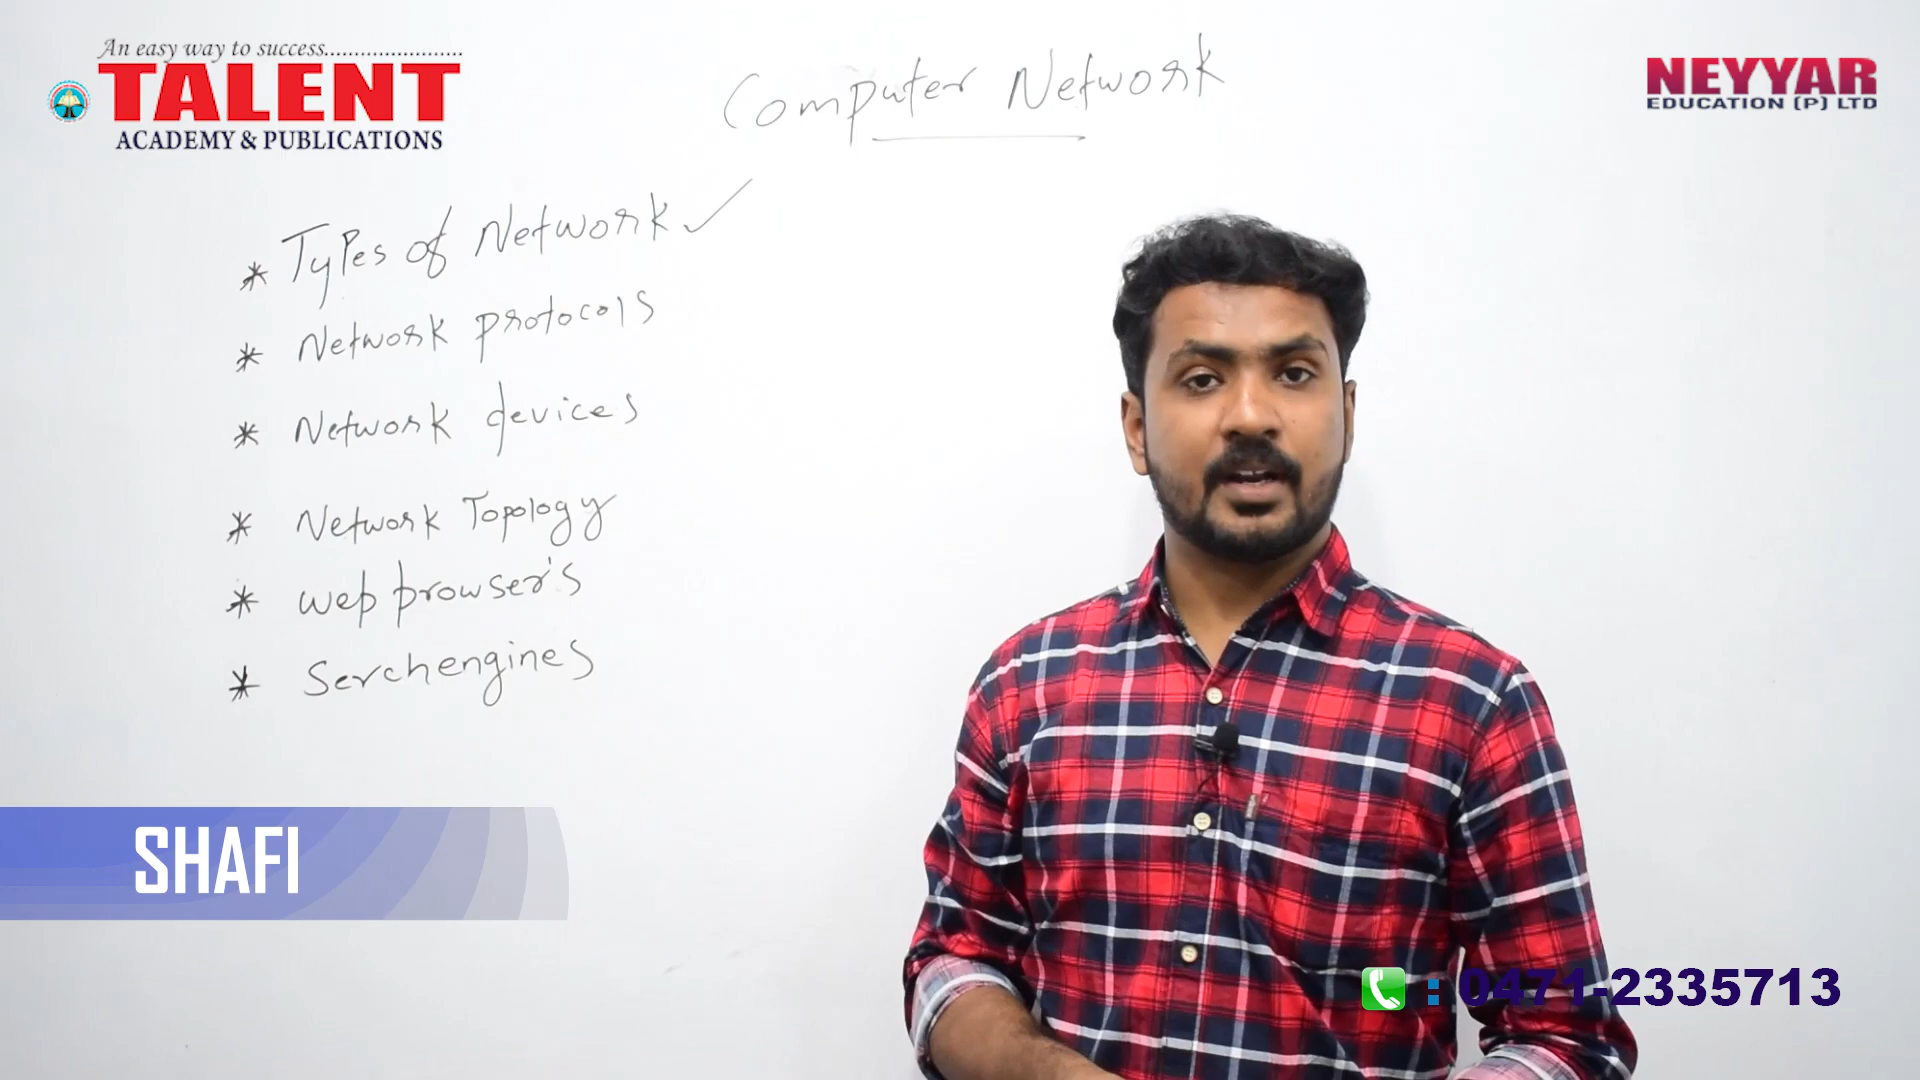 An easy way to success.......................
TALENT
ACADEMY & PUBLICATIONS
Computer Network
NEYYAR
EDUCATION (P) LTD
* Types of Network ✓
* Network protocols
* Network devices
* Network Topology
* web browser's
* Serchengines
SHAFI
: 0471-2335713